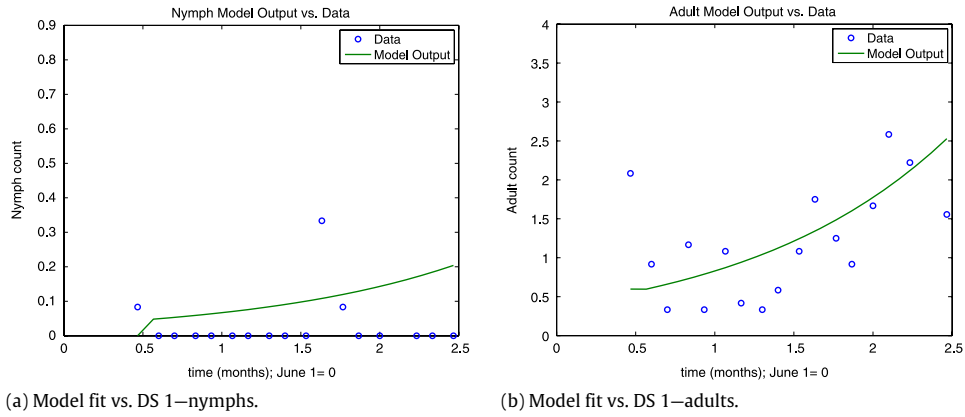 Nymph Model Output vs. Data
0.9
0.8
0.7
0.6
0.5
0.4
0.3
0.2
0.1
0
Nymph count
Data
Model Output
0
0.5
1
1.5
2
2.5
time (months); June 1= 0
(a) Model fit vs. DS 1—nymphs.
Adult Model Output vs. Data
4
3.5
3
2.5
2
1.5
1
0.5
0
Adult count
Data
Model Output
0
0.5
1
1.5
2
2.5
time (months); June 1= 0
(b) Model fit vs. DS 1—adults.